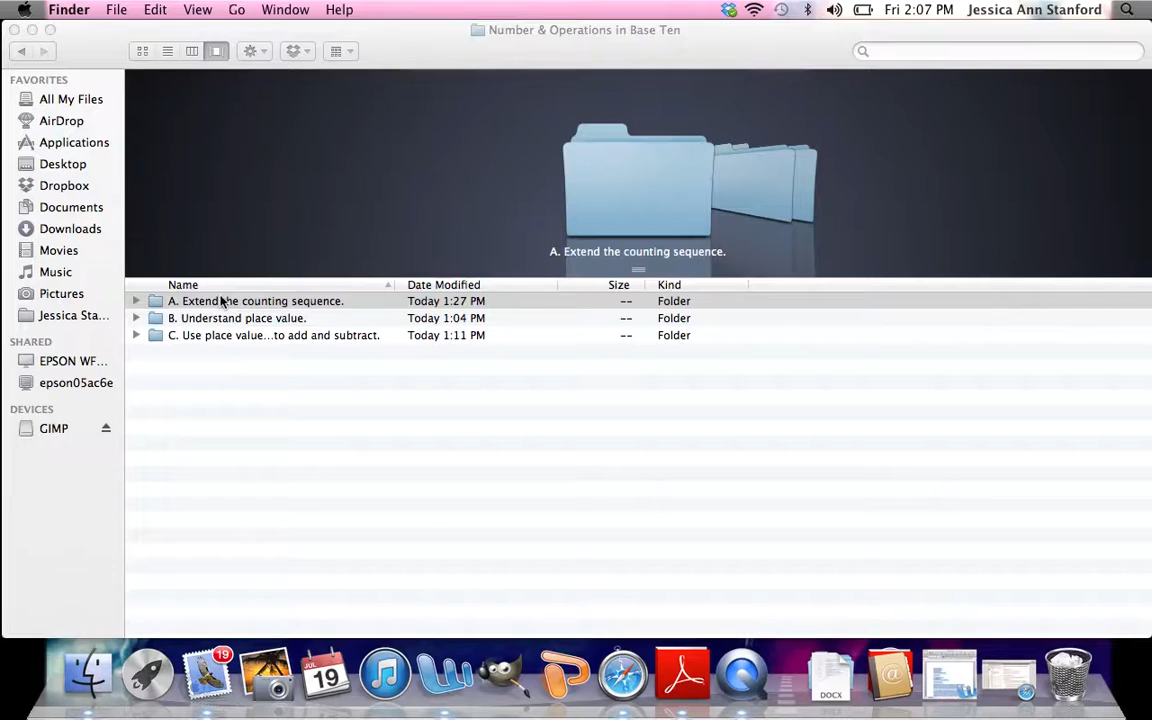 Finder File Edit View Go Window Help Fri 2:07 PM Jessica Ann Stanford
Number & Operations in Base Ten
FAVORITES
All My Files
AirDrop
Applications
Desktop
Dropbox
Documents
Downloads
Movies
Music
Pictures
Jessica Sta...
SHARED
EPSON WF...
epson05ac6e
DEVICES
GIMP
A. Extend the counting sequence.
Name Date Modified Size Kind
A. Extend the counting sequence. Today 1:27 PM -- Folder
B. Understand place value. Today 1:04 PM -- Folder
C. Use place value...to add and subtract. Today 1:11 PM -- Folder
19
JUL
19
DOCX